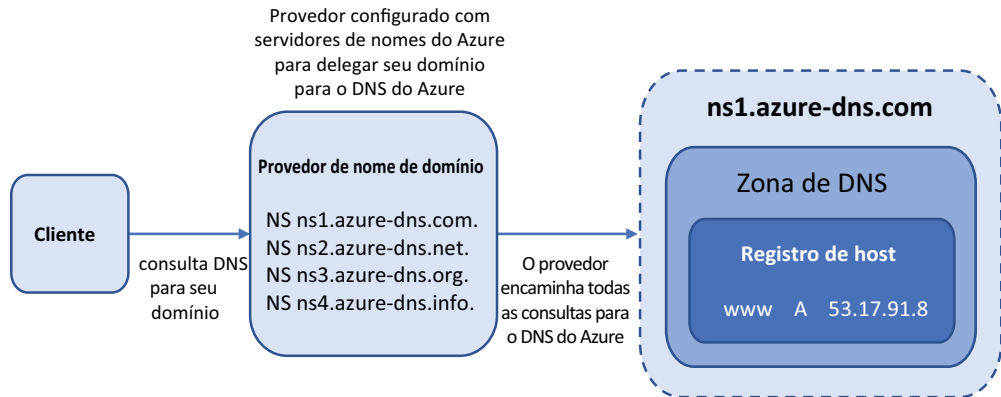 Provedor configurado com
servidores de nomes do Azure
para delegar seu domínio
para o DNS do Azure
Cliente
consulta DNS
para seu
domínio
Provedor de nome de domínio
NS ns1.azure-dns.com.
NS ns2.azure-dns.net.
NS ns3.azure-dns.org.
NS ns4.azure-dns.info.
O provedor
encaminha todas
as consultas para
o DNS do Azure
ns1.azure-dns.com
Zona de DNS
Registro de host
www A 53.17.91.8